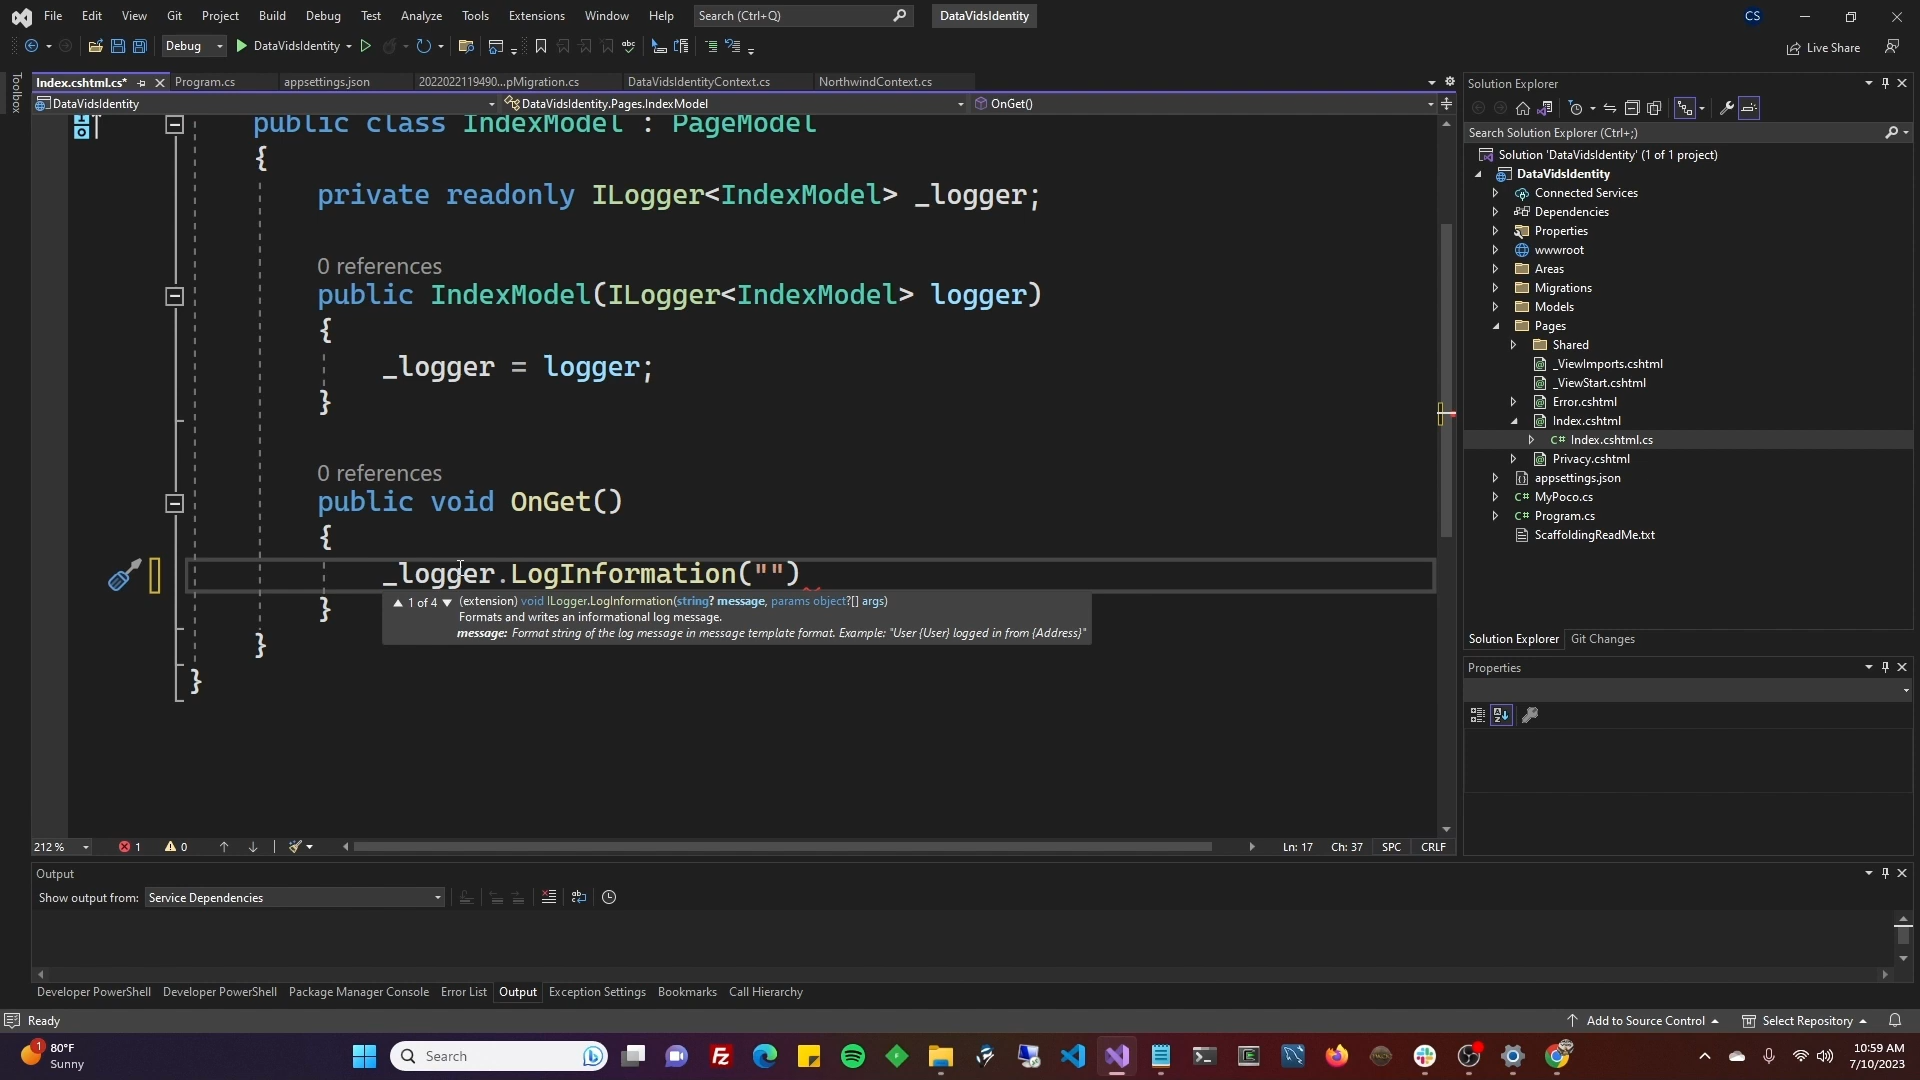 File Edit View Git Project Build Debug Test Analyze Tools Extensions Window Help Search (Ctrl+Q) DataVidsIdentity CS
Debug DataVidsIdentity Live Share
Toolbox
Index.cshtml.cs* Program.cs appsettings.json 2022022119490...pMigration.cs DataVidsIdentityContext.cs NorthwindContext.cs
DataVidsIdentity DataVidsIdentity.Pages.IndexModel OnGet()
public class IndexModel : PageModel
{
private readonly ILogger<IndexModel> _logger;
0 references
public IndexModel(ILogger<IndexModel> logger)
{
_logger = logger;
}
0 references
public void OnGet()
{
_logger.LogInformation("")
1 of 4 (extension) void ILogger.LogInformation(string? message, params object?[] args)
Formats and writes an informational log message.
message: Format string of the log message in message template format. Example: "User {User} logged in from {Address}"
}
}
}
212 % 1 0 Ln: 17 Ch: 37 SPC CRLF
Solution Explorer
Search Solution Explorer (Ctrl+;)
Solution 'DataVidsIdentity' (1 of 1 project)
DataVidsIdentity
Connected Services
Dependencies
Properties
wwwroot
Areas
Migrations
Models
Pages
Shared
_ViewImports.cshtml
_ViewStart.cshtml
Error.cshtml
Index.cshtml
C# Index.cshtml.cs
Privacy.cshtml
appsettings.json
C# MyPoco.cs
C# Program.cs
ScaffoldingReadMe.txt
Solution Explorer Git Changes
Properties
Output
Show output from: Service Dependencies
Developer PowerShell Developer PowerShell Package Manager Console Error List Output Exception Settings Bookmarks Call Hierarchy
Ready Add to Source Control Select Repository
1 80°F
Sunny
Search
10:59 AM
7/10/2023